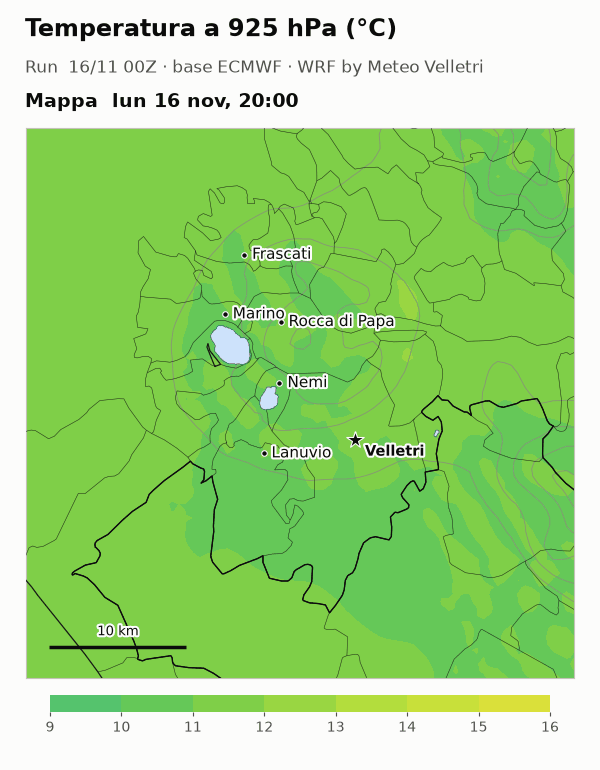 Temperatura a 925 hPa (°C)
Run  16/11 00Z · base ECMWF · WRF by Meteo Velletri
Mappa  lun 16 nov, 20:00
Frascati
Marino
Rocca di Papa
Nemi
Velletri
Lanuvio
10 km
9 10 11 12 13 14 15 16